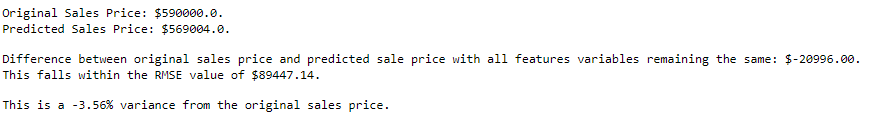 Original Sales Price: $590000.0.
Predicted Sales Price: $569004.0.
Difference between original sales price and predicted sale price with all features variables remaining the same: $-20996.00.
This falls within the RMSE value of $89447.14.
This is a -3.56% variance from the original sales price.